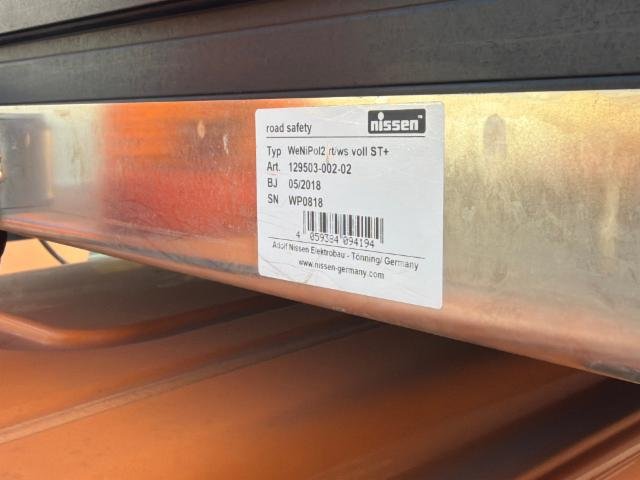 road safety nissen
Typ WeNiPol2 rt/ws voll ST+
Art. 129503-002-02
BJ 05/2018
SN WP0818
4 059384 094194
Adolf Nissen Elektrobau - Tönning/ Germany
www.nissen-germany.com